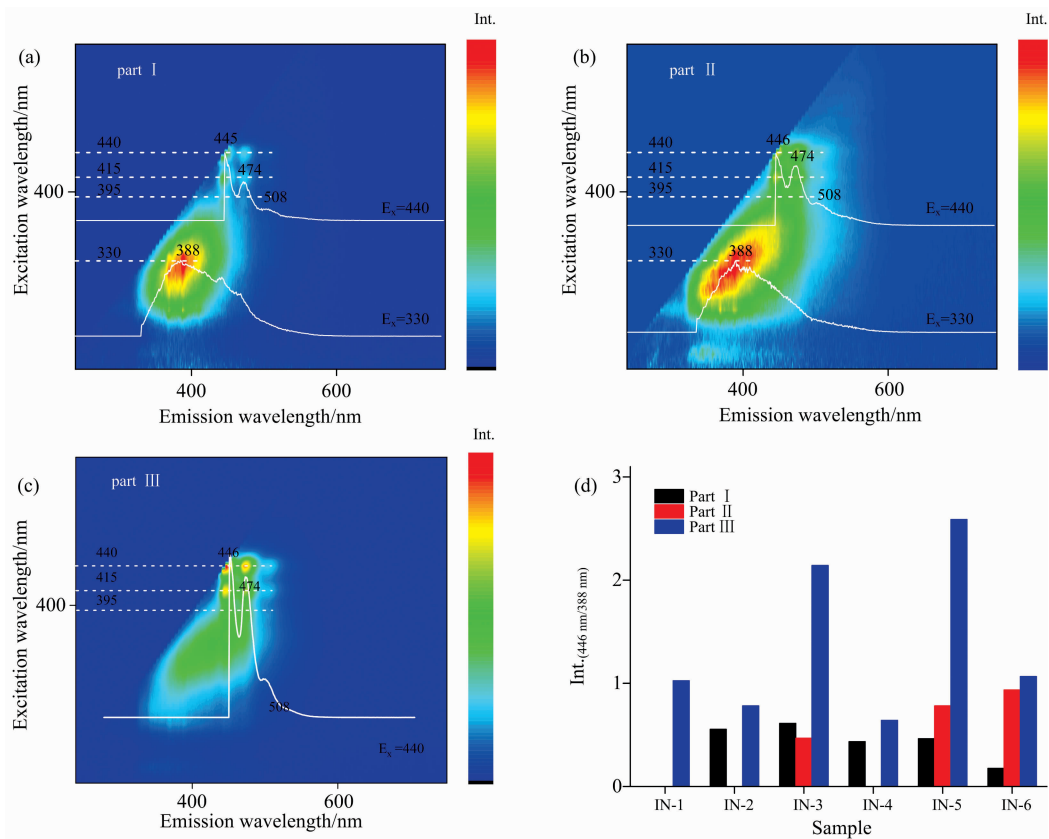 Int.
(a)
part Ⅰ
440
445
415
474
395
508
Eₓ=440
330
388
Eₓ=330
400
400
600
Excitation wavelength/nm
Emission wavelength/nm
Int.
(b)
part Ⅱ
440
446
415
474
395
508
Eₓ=440
330
388
Eₓ=330
400
400
600
Excitation wavelength/nm
Emission wavelength/nm
Int.
(c)
part Ⅲ
440
446
415
474
395
508
Eₓ=440
400
400
600
Excitation wavelength/nm
Emission wavelength/nm
(d)
3
2
1
0
Part Ⅰ
Part Ⅱ
Part Ⅲ
Int.(446 nm/388 nm)
IN-1 IN-2 IN-3 IN-4 IN-5 IN-6
Sample